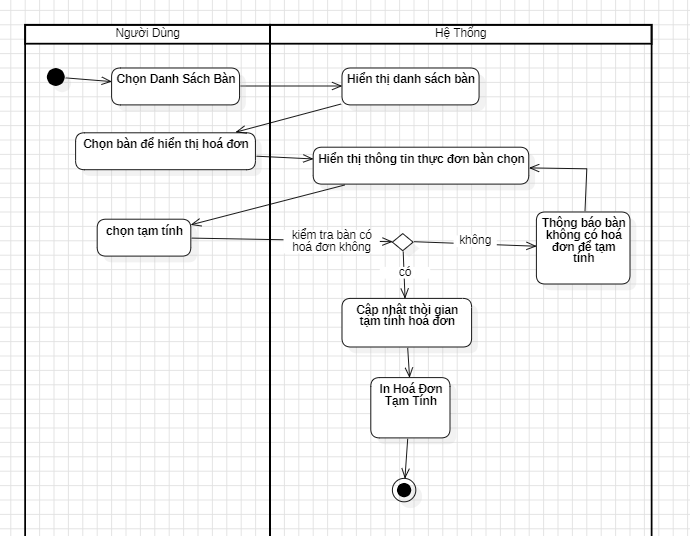 Người Dùng
Hệ Thống
Chọn Danh Sách Bàn
Hiển thị danh sách bàn
Chọn bàn để hiển thị hoá đơn
Hiển thị thông tin thực đơn bàn chọn
chọn tạm tính
kiểm tra bàn có
hoá đơn không
không
Thông báo bàn
không có hoá
đơn để tạm
tính
có
Cập nhật thời gian
tạm tính hoá đơn
In Hoá Đơn
Tạm Tính